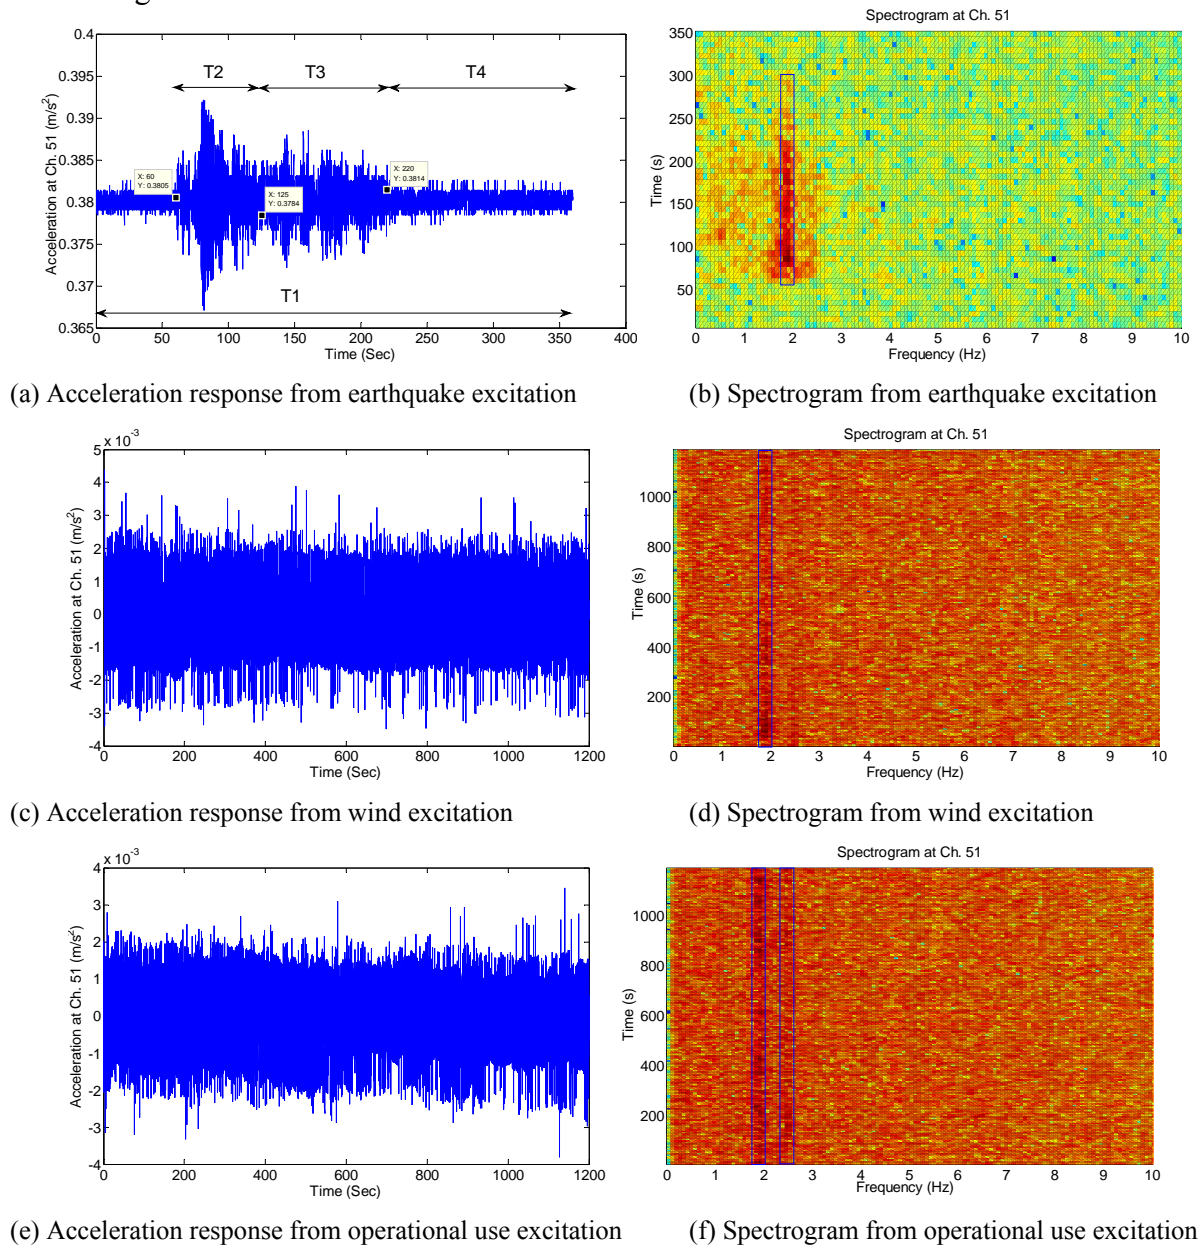 Spectrogram at Ch. 51
0.4
0.395
0.39
0.385
0.38
0.375
0.37
0.365
Acceleration at Ch. 51 (m/s²)
T2
T3
T4
T1
X: 60
Y: 0.3805
X: 125
Y: 0.3784
X: 220
Y: 0.3814
0 50 100 150 200 250 300 350 400
Time (Sec)
350
300
250
200
150
100
50
Time (s)
0 1 2 3 4 5 6 7 8 9 10
Frequency (Hz)
(a) Acceleration response from earthquake excitation
(b) Spectrogram from earthquake excitation
x 10⁻³
5
4
3
2
1
0
-1
-2
-3
-4
Acceleration at Ch. 51 (m/s²)
0 200 400 600 800 1000 1200
Time (Sec)
Spectrogram at Ch. 51
1000
800
600
400
200
Time (s)
0 1 2 3 4 5 6 7 8 9 10
Frequency (Hz)
(c) Acceleration response from wind excitation
(d) Spectrogram from wind excitation
x 10⁻³
4
3
2
1
0
-1
-2
-3
-4
Acceleration at Ch. 51 (m/s²)
0 200 400 600 800 1000 1200
Time (Sec)
Spectrogram at Ch. 51
1000
800
600
400
200
Time (s)
0 1 2 3 4 5 6 7 8 9 10
Frequency (Hz)
(e) Acceleration response from operational use excitation
(f) Spectrogram from operational use excitation